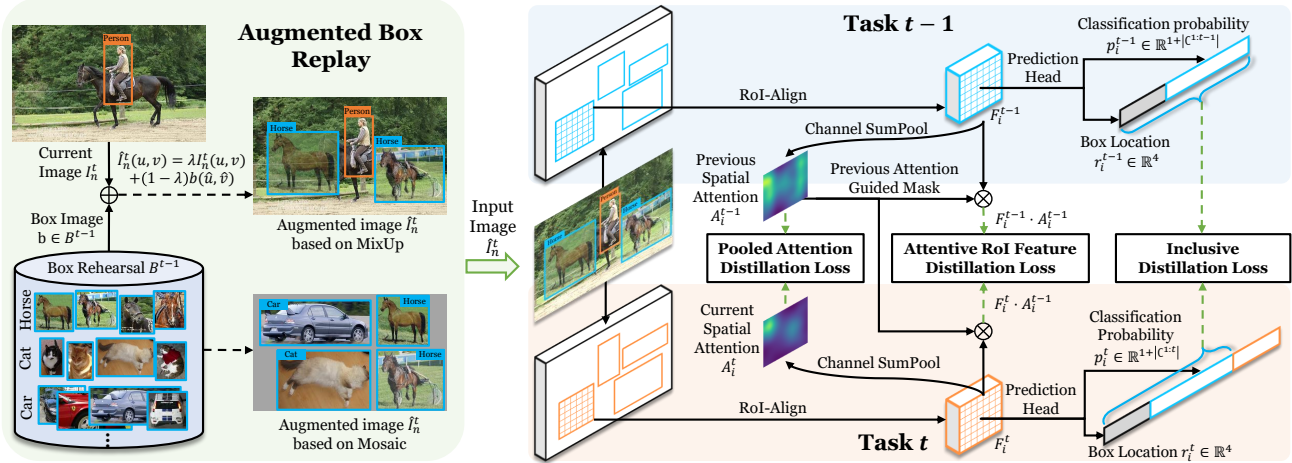 Augmented Box
Replay
Person
Current
Image $I_n^t$
$\hat{I}_n^t(u, v) = \lambda I_n^t(u, v)$
$+(1 - \lambda)b(\hat{u}, \hat{v})$
Box Image
$\mathrm{b} \in B^{t-1}$
Horse
Person
Horse
Augmented image $\hat{I}_n^t$
based on MixUp
Box Rehearsal $B^{t-1}$
Horse
Cat
Car
Car
Horse
Cat
Horse
Augmented image $\hat{I}_n^t$
based on Mosaic
Input
Image
$\hat{I}_n^t$
Horse
Person
Horse
Task $t-1$
RoI-Align
$F_i^{t-1}$
Prediction
Head
Classification probability
$p_i^{t-1} \in \mathbb{R}^{1+|C^{1:t-1}|}$
Box Location
$r_i^{t-1} \in \mathbb{R}^4$
Channel SumPool
Previous
Spatial
Attention
$A_i^{t-1}$
Previous Attention
Guided Mask
$F_i^{t-1} \cdot A_i^{t-1}$
Pooled Attention
Distillation Loss
Attentive RoI Feature
Distillation Loss
Inclusive
Distillation Loss
Current
Spatial
Attention
$A_i^t$
$F_i^t \cdot A_i^{t-1}$
Channel SumPool
RoI-Align
Task $t$
$F_i^t$
Prediction
Head
Classification
Probability
$p_i^t \in \mathbb{R}^{1+|C^{1:t}|}$
Box Location $r_i^t \in \mathbb{R}^4$